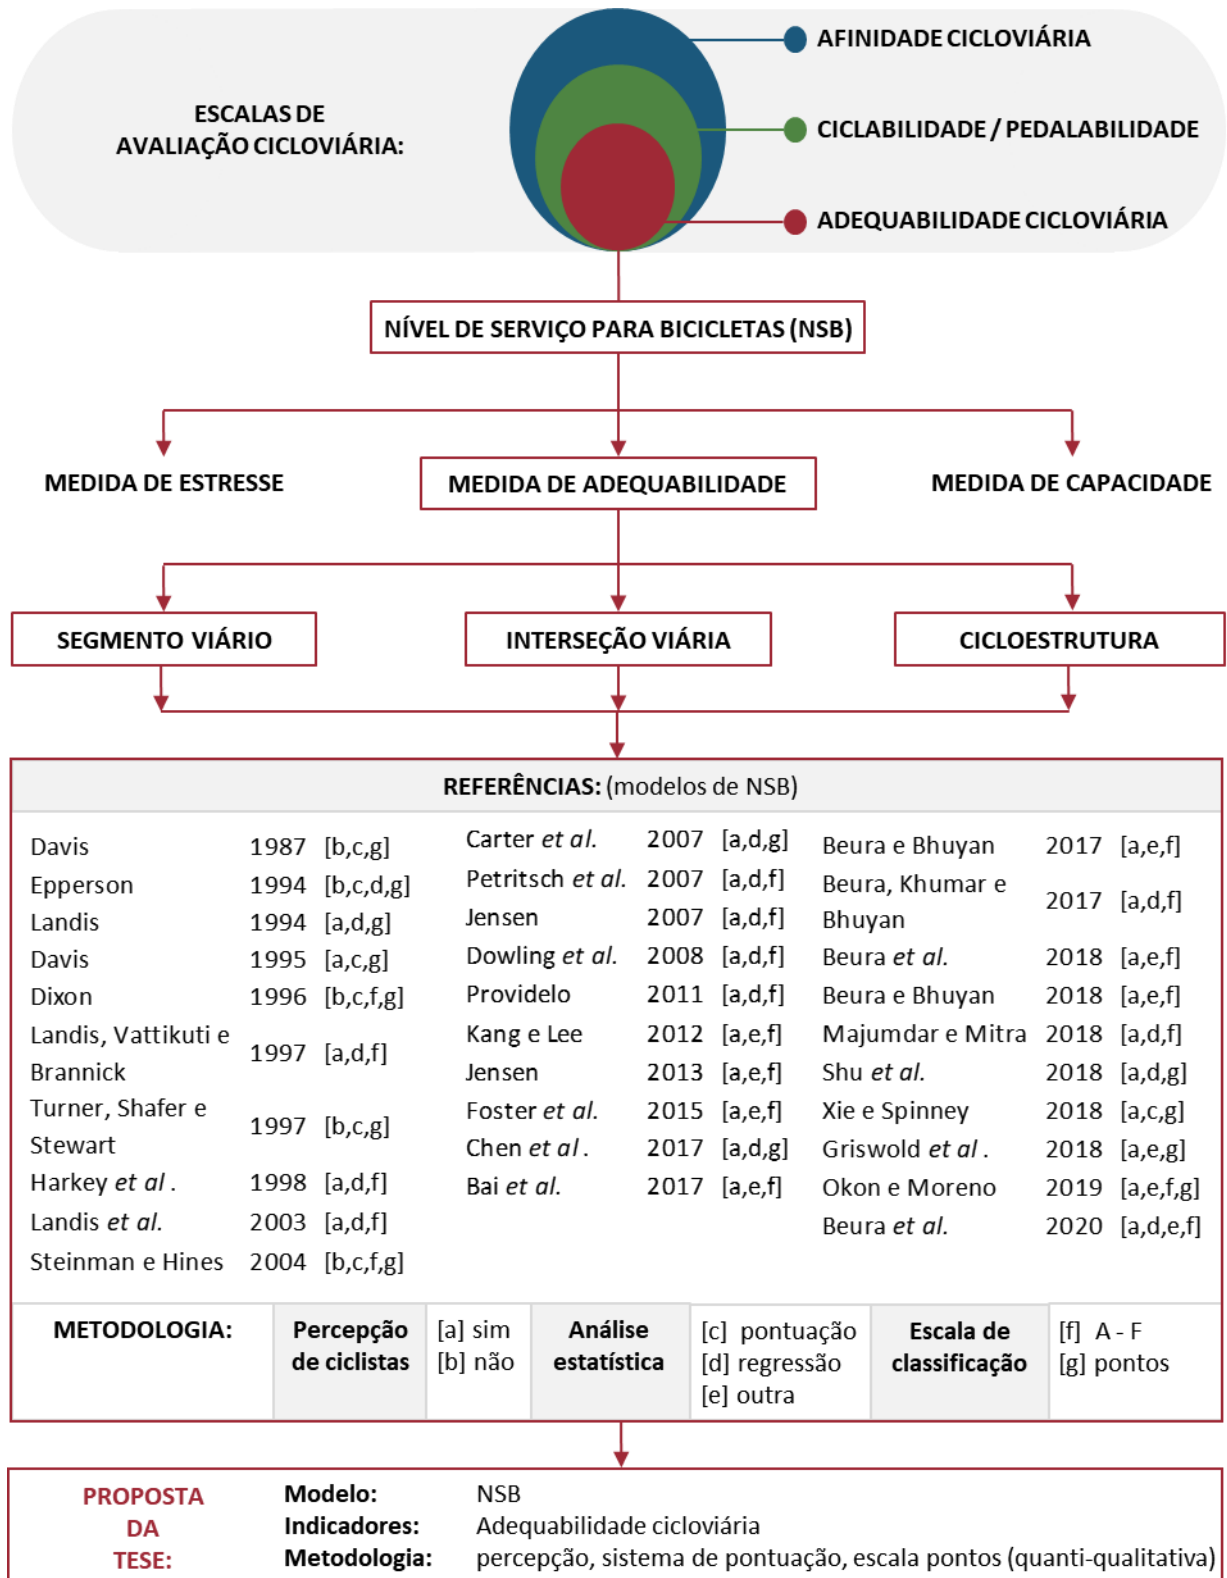 ESCALAS DE
AVALIAÇÃO CICLOVIÁRIA:
AFINIDADE CICLOVIÁRIA
CICLABILIDADE / PEDALABILIDADE
ADEQUABILIDADE CICLOVIÁRIA
NÍVEL DE SERVIÇO PARA BICICLETAS (NSB)
MEDIDA DE ESTRESSE
MEDIDA DE ADEQUABILIDADE
MEDIDA DE CAPACIDADE
SEGMENTO VIÁRIO
INTERSEÇÃO VIÁRIA
CICLOESTRUTURA
REFERÊNCIAS: (modelos de NSB)
Davis 1987 [b,c,g]
Epperson 1994 [b,c,d,g]
Landis 1994 [a,d,g]
Davis 1995 [a,c,g]
Dixon 1996 [b,c,f,g]
Landis, Vattikuti e
Brannick 1997 [a,d,f]
Turner, Shafer e
Stewart 1997 [b,c,g]
Harkey et al . 1998 [a,d,f]
Landis et al. 2003 [a,d,f]
Steinman e Hines 2004 [b,c,f,g]
Carter et al. 2007 [a,d,g]
Petritsch et al. 2007 [a,d,f]
Jensen 2007 [a,d,f]
Dowling et al. 2008 [a,d,f]
Providelo 2011 [a,d,f]
Kang e Lee 2012 [a,e,f]
Jensen 2013 [a,e,f]
Foster et al. 2015 [a,e,f]
Chen et al . 2017 [a,d,g]
Bai et al. 2017 [a,e,f]
Beura e Bhuyan 2017 [a,e,f]
Beura, Khumar e
Bhuyan 2017 [a,d,f]
Beura et al. 2018 [a,e,f]
Beura e Bhuyan 2018 [a,e,f]
Majumdar e Mitra 2018 [a,d,f]
Shu et al. 2018 [a,d,g]
Xie e Spinney 2018 [a,c,g]
Griswold et al . 2018 [a,e,g]
Okon e Moreno 2019 [a,e,f,g]
Beura et al. 2020 [a,d,e,f]
METODOLOGIA:
Percepção
de ciclistas
[a] sim
[b] não
Análise
estatística
[c] pontuação
[d] regressão
[e] outra
Escala de
classificação
[f] A - F
[g] pontos
PROPOSTA
DA
TESE:
Modelo: NSB
Indicadores: Adequabilidade cicloviária
Metodologia: percepção, sistema de pontuação, escala pontos (quanti-qualitativa)